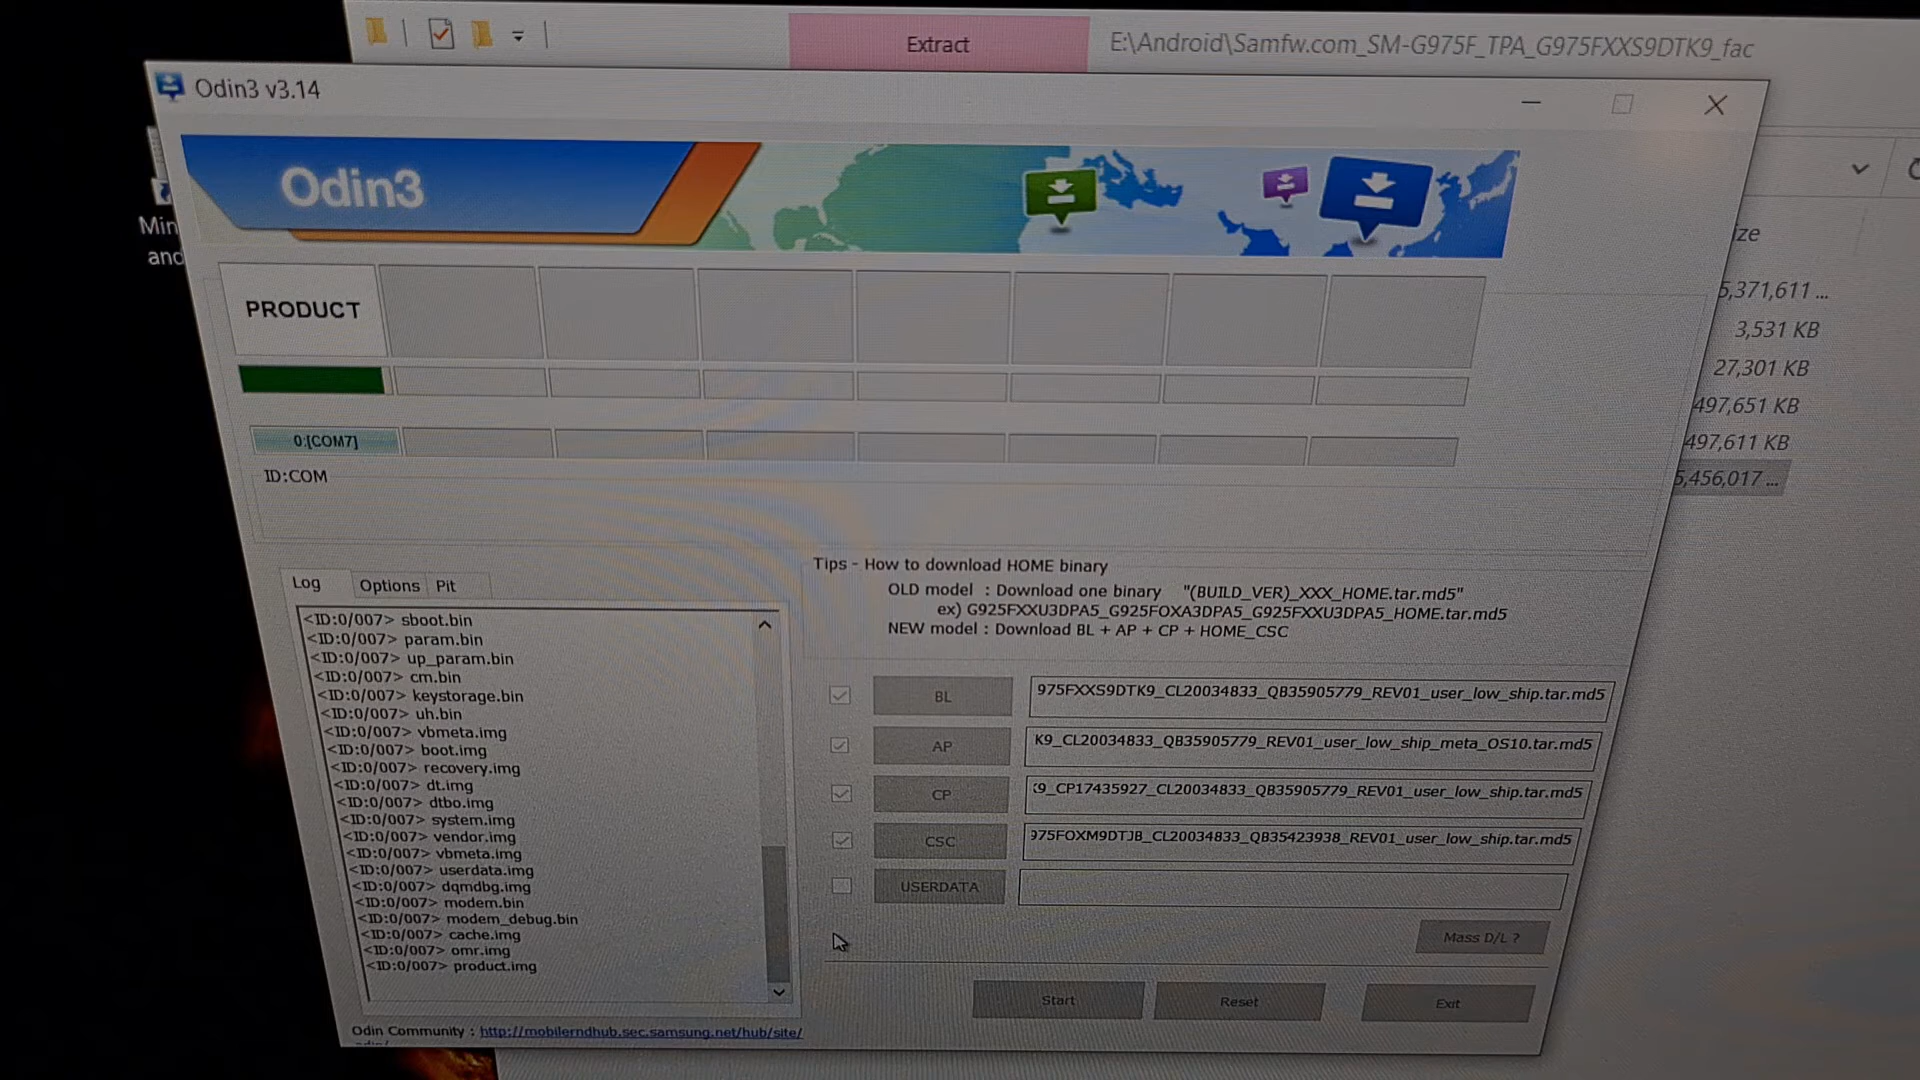 Extract
E:\Android\Samfw.com_SM-G975F_TPA_G975FXXS9DTK9_fac
Odin3 v3.14
Odin3
Min
and
ze
PRODUCT
5,371,611 ...
3,531 KB
27,301 KB
497,651 KB
497,611 KB
5,456,017 ...
0:[COM7]
ID:COM
Log
Options
Pit
<ID:0/007> sboot.bin
<ID:0/007> param.bin
<ID:0/007> up_param.bin
<ID:0/007> cm.bin
<ID:0/007> keystorage.bin
<ID:0/007> uh.bin
<ID:0/007> vbmeta.img
<ID:0/007> boot.img
<ID:0/007> recovery.img
<ID:0/007> dt.img
<ID:0/007> dtbo.img
<ID:0/007> system.img
<ID:0/007> vendor.img
<ID:0/007> vbmeta.img
<ID:0/007> userdata.img
<ID:0/007> dqmdbg.img
<ID:0/007> modem.bin
<ID:0/007> modem_debug.bin
<ID:0/007> cache.img
<ID:0/007> omr.img
<ID:0/007> product.img
Tips - How to download HOME binary
OLD model : Download one binary "(BUILD_VER)_XXX_HOME.tar.md5"
ex) G925FXXU3DPA5_G925FOXA3DPA5_G925FXXU3DPA5_HOME.tar.md5
NEW model : Download BL + AP + CP + HOME_CSC
BL 975FXXS9DTK9_CL20034833_QB35905779_REV01_user_low_ship.tar.md5
AP K9_CL20034833_QB35905779_REV01_user_low_ship_meta_OS10.tar.md5
CP K9_CP17435927_CL20034833_QB35905779_REV01_user_low_ship.tar.md5
CSC 975FOXM9DTJB_CL20034833_QB35423938_REV01_user_low_ship.tar.md5
USERDATA
Mass D/L ?
Start
Reset
Exit
Odin Community : http://mobilerndhub.sec.samsung.net/hub/site/